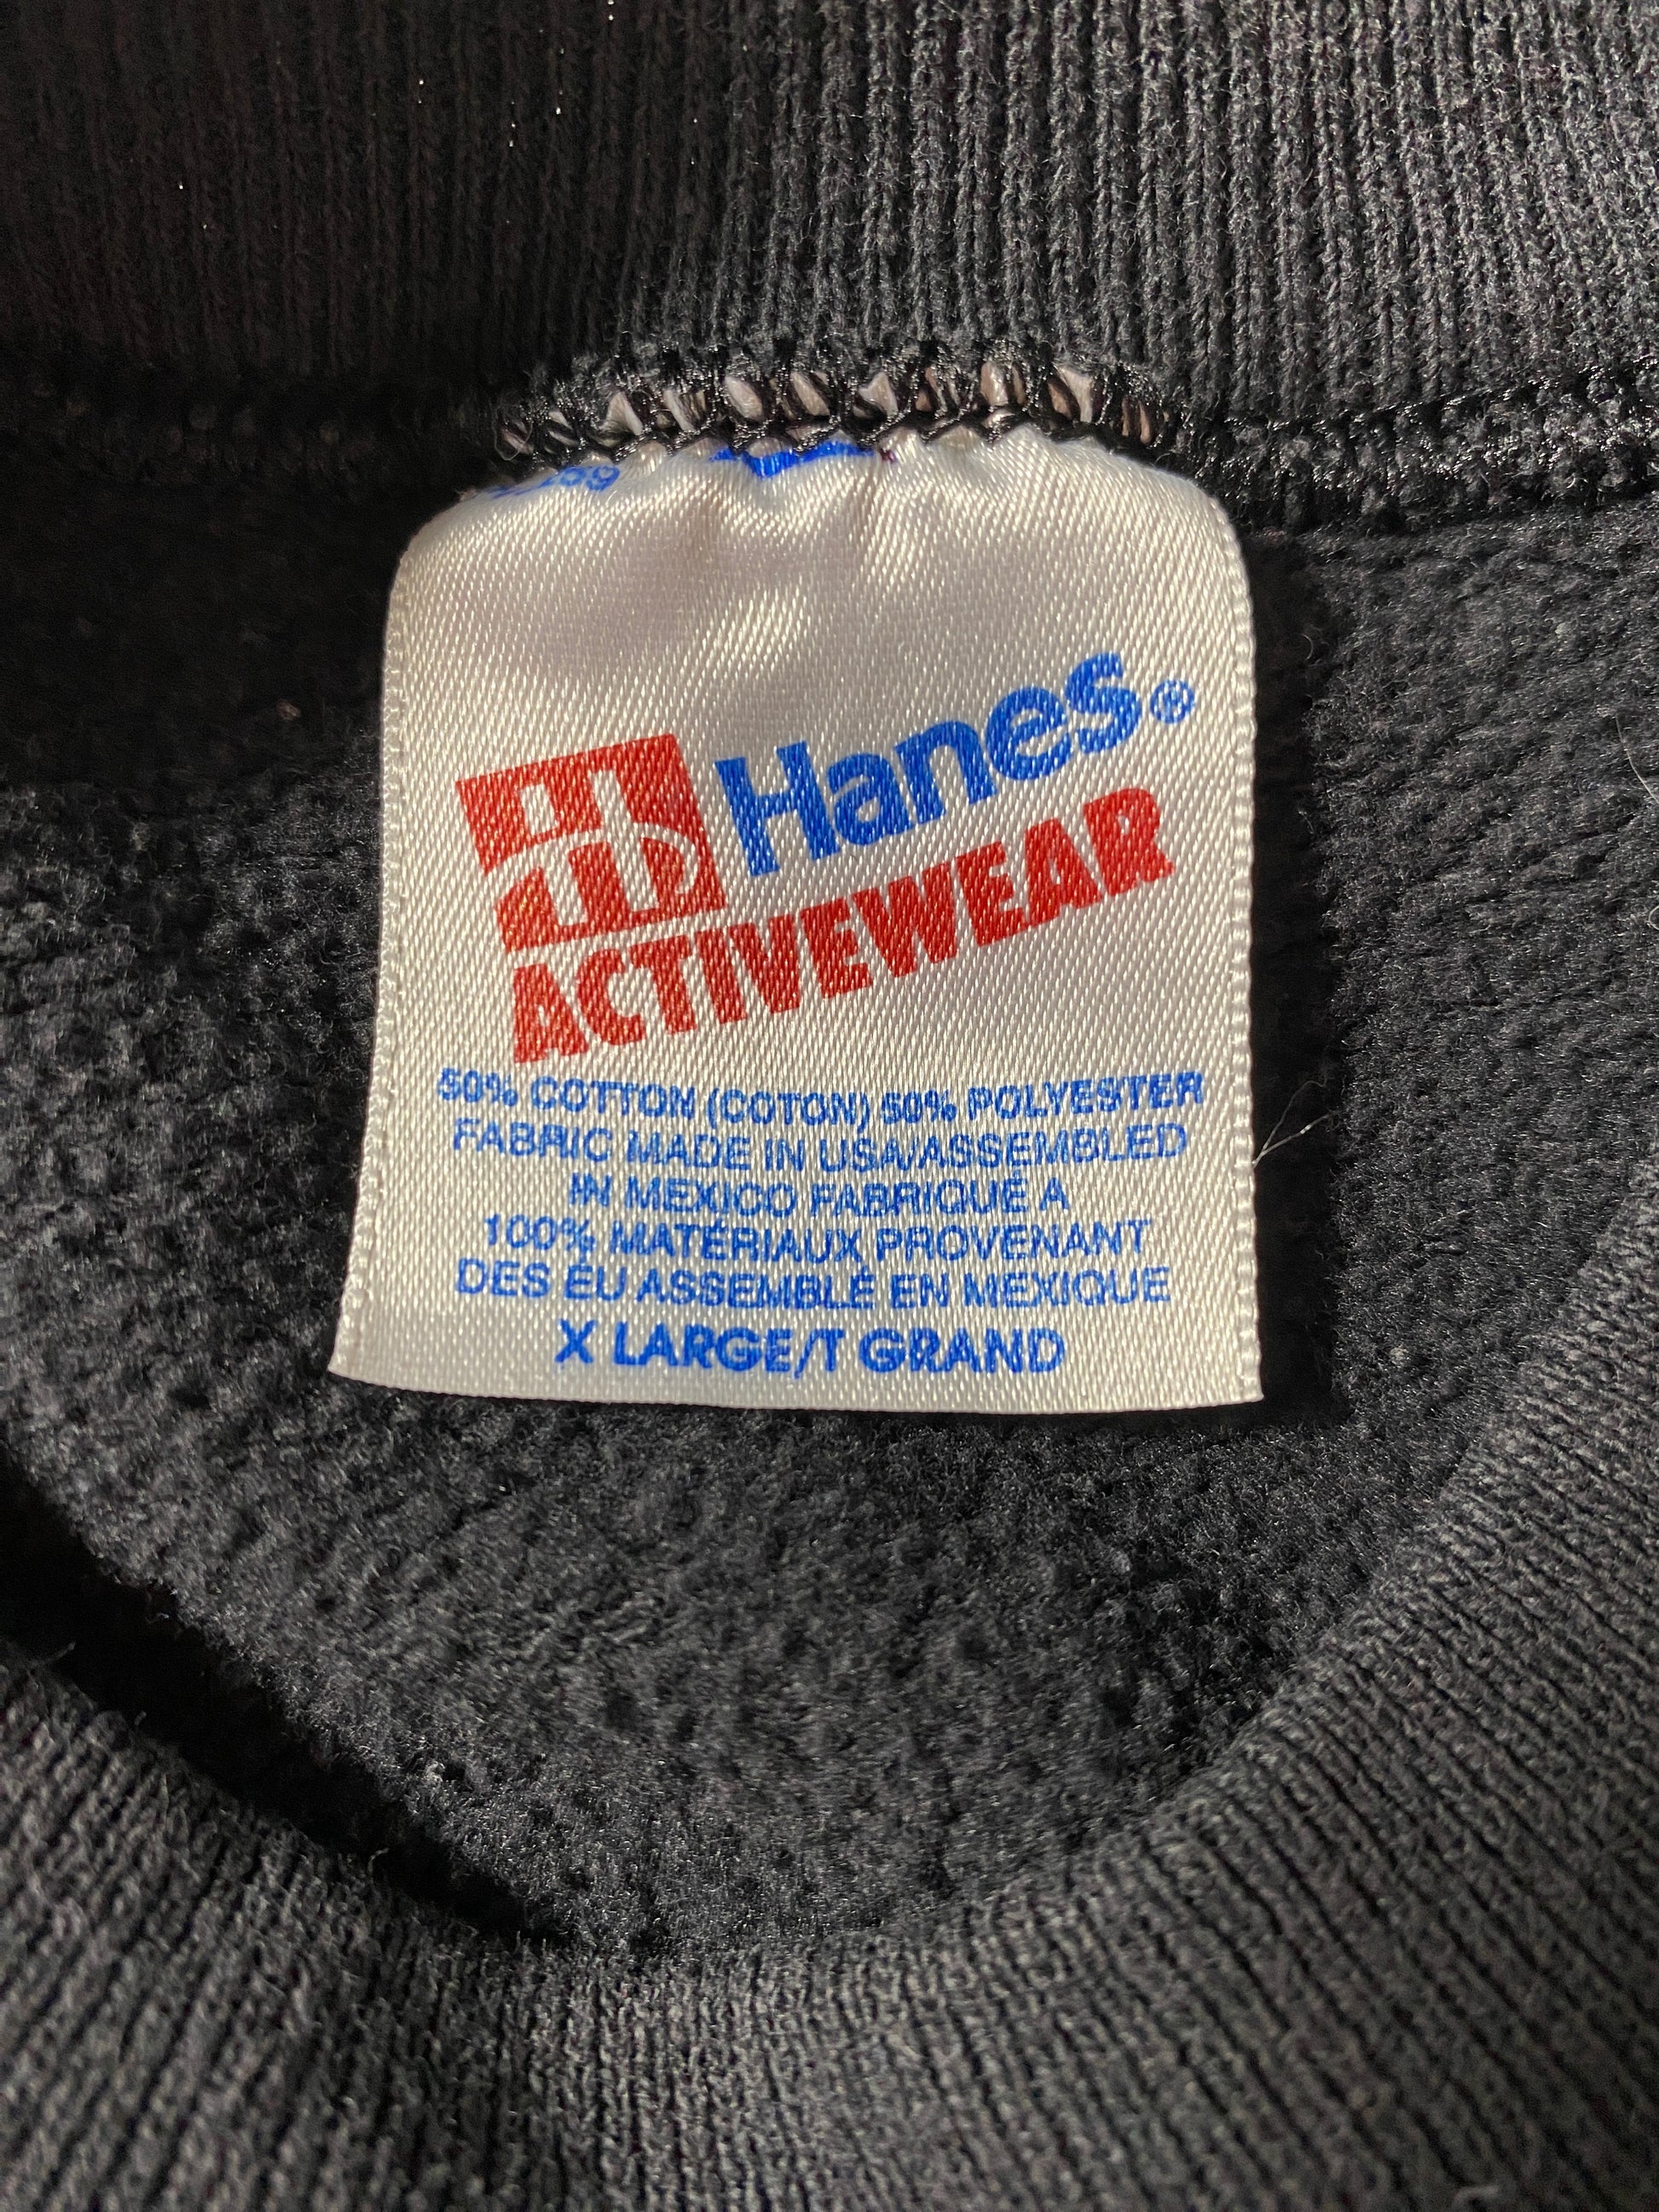 Hanes®
ACTIVEWEAR
50% COTTON (COTON) 50% POLYESTER
FABRIC MADE IN USA/ASSEMBLED
IN MEXICO FABRIQUÉ A
100% MATÉRIAUX PROVENANT
DES ÉU ASSEMBLÉ EN MEXIQUE
X LARGE/T GRAND